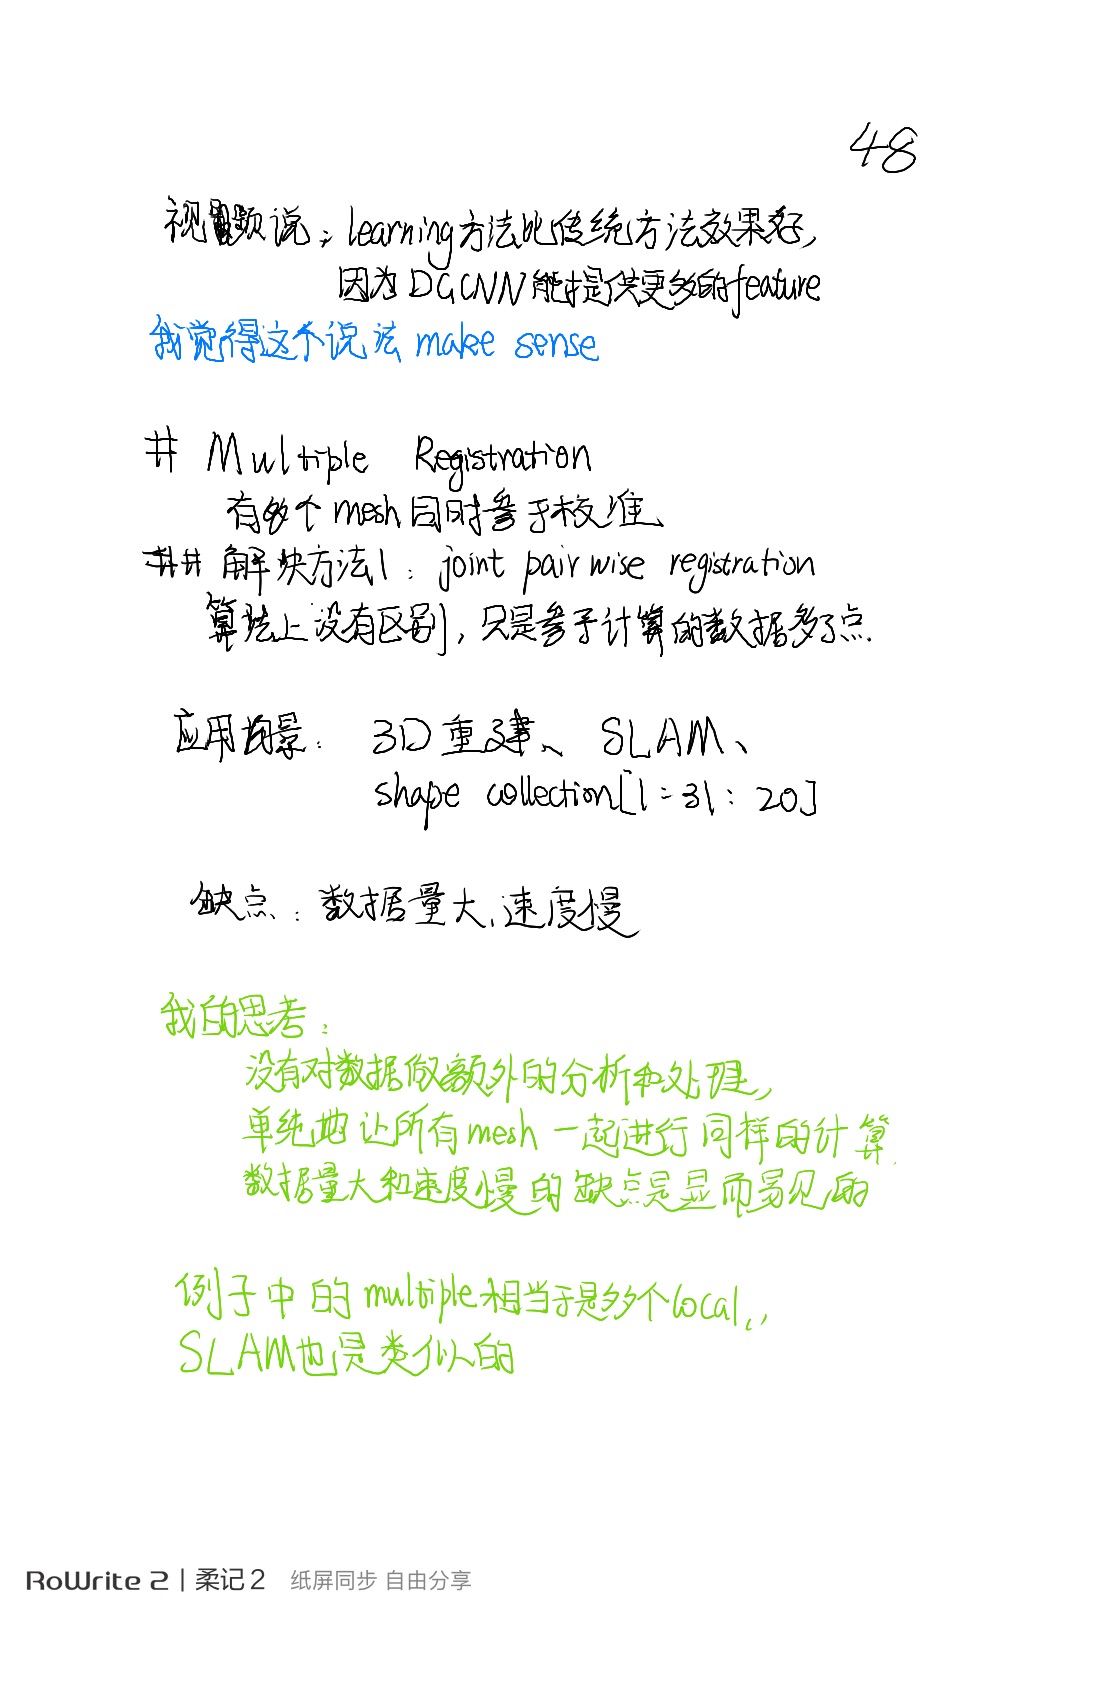 48
视频说：learning方法比传统方法效果好,
因为DGCNN能提供更多的feature
我觉得这个说法 make sense
# Multiple Registration
有多个mesh同时参于校准、
## 解决方法1：joint pairwise registration
算法上没有区别，只是参于计算的数据多了点.
应用场景：3D重建、SLAM、
shape collection[1:31:20]
缺点：数据量大、速度慢
我的思考：
没有对数据做额外的分析和处理,
单纯地让所有mesh一起进行同样的计算.
数据量大和速度慢的缺点是显而易见的
例子中的multiple相当于是多个local,
SLAM也是类似的
RoWrite 2 | 柔记2 纸屏同步 自由分享